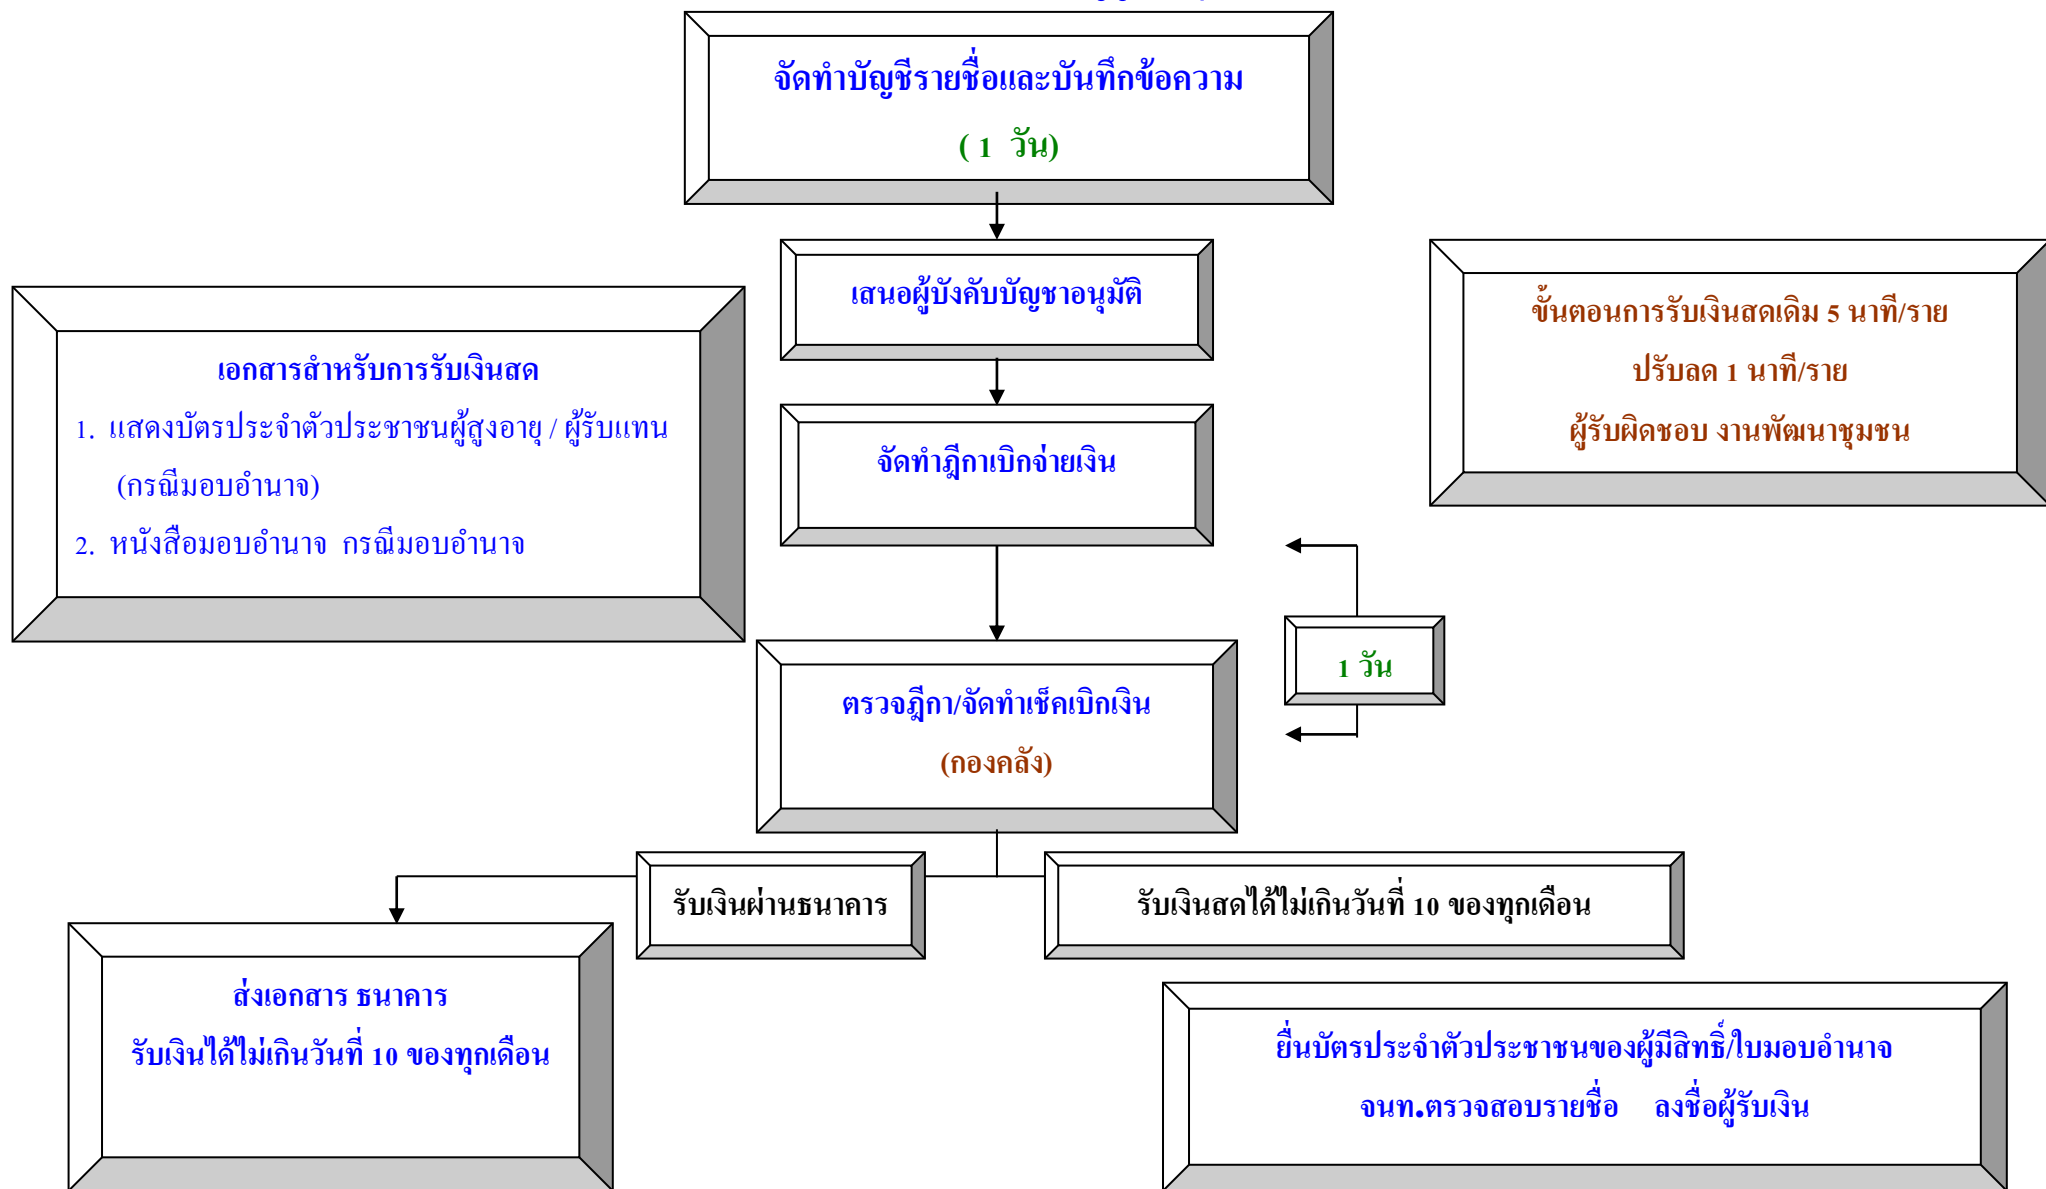 จัดทำบัญชีรายชื่อและบันทึกข้อความ
( 1 วัน)
เสนอผู้บังคับบัญชาอนุมัติ
ขั้นตอนการรับเงินสดเดิม 5 นาที/ราย
ปรับลด 1 นาที/ราย
ผู้รับผิดชอบ งานพัฒนาชุมชน
เอกสารสำหรับการรับเงินสด
1. แสดงบัตรประจำตัวประชาชนผู้สูงอายุ / ผู้รับแทน
(กรณีมอบอำนาจ)
2. หนังสือมอบอำนาจ กรณีมอบอำนาจ
จัดทำฎีกาเบิกจ่ายเงิน
1 วัน
ตรวจฎีกา/จัดทำเช็คเบิกเงิน
(กองคลัง)
รับเงินผ่านธนาคาร
รับเงินสดได้ไม่เกินวันที่ 10 ของทุกเดือน
ส่งเอกสาร ธนาคาร
รับเงินได้ไม่เกินวันที่ 10 ของทุกเดือน
ยื่นบัตรประจำตัวประชาชนของผู้มีสิทธิ์/ใบมอบอำนาจ
จนท.ตรวจสอบรายชื่อ ลงชื่อผู้รับเงิน